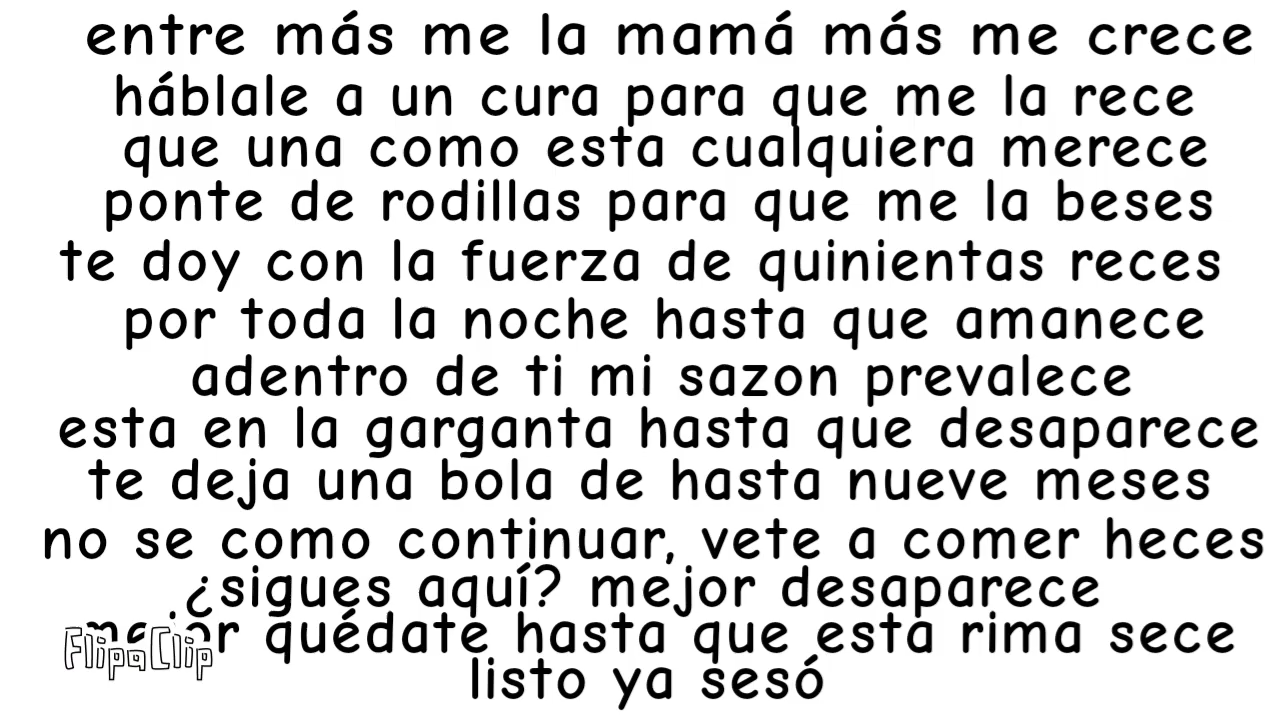 entre más me la mamá más me crece
háblale a un cura para que me la rece
que una como esta cualquiera merece
ponte de rodillas para que me la beses
te doy con la fuerza de quinientas reces
por toda la noche hasta que amanece
adentro de ti mi sazon prevalece
esta en la garganta hasta que desaparece
te deja una bola de hasta nueve meses
no se como continuar, vete a comer heces
¿sigues aquí? mejor desaparece
mejor quédate hasta que esta rima sece
listo ya sesó
FlipaClip